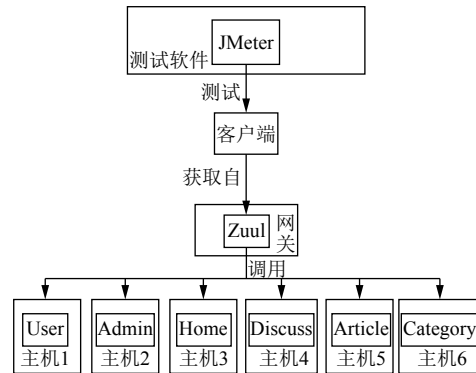 JMeter
测试软件
测试
客户端
获取自
Zuul
网关
调用
User
Admin
Home
Discuss
Article
Category
主机1
主机2
主机3
主机4
主机5
主机6